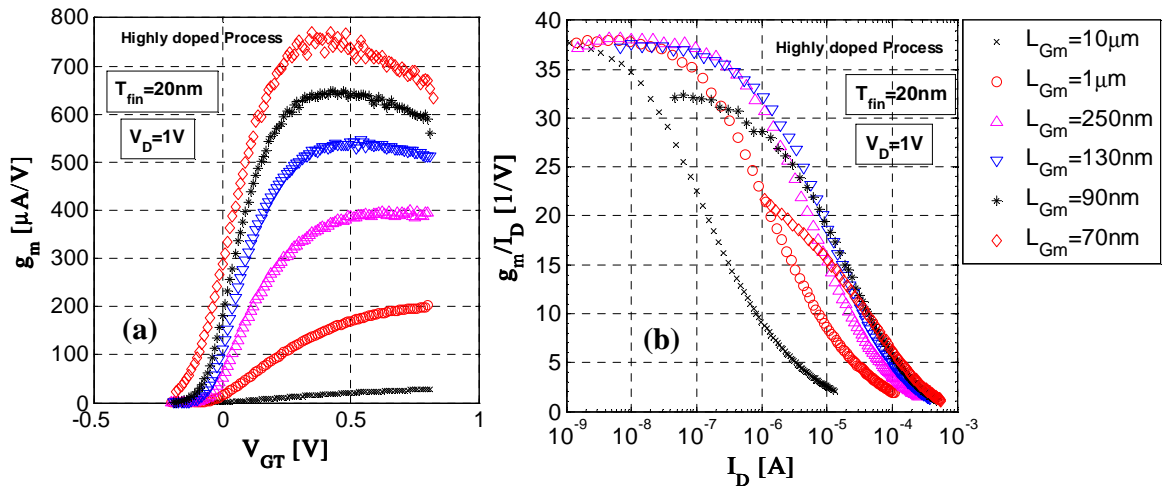 800
700
600
500
400
300
200
100
0
g_m [μA/V]
Highly doped Process
T_fin=20nm
V_D=1V
(a)
-0.5
0
0.5
1
V_GT [V]
40
35
30
25
20
15
10
5
0
g_m/I_D [1/V]
Highly doped Process
T_fin=20nm
V_D=1V
(b)
10^-9
10^-8
10^-7
10^-6
10^-5
10^-4
10^-3
I_D [A]
L_Gm=10μm
L_Gm=1μm
L_Gm=250nm
L_Gm=130nm
L_Gm=90nm
L_Gm=70nm